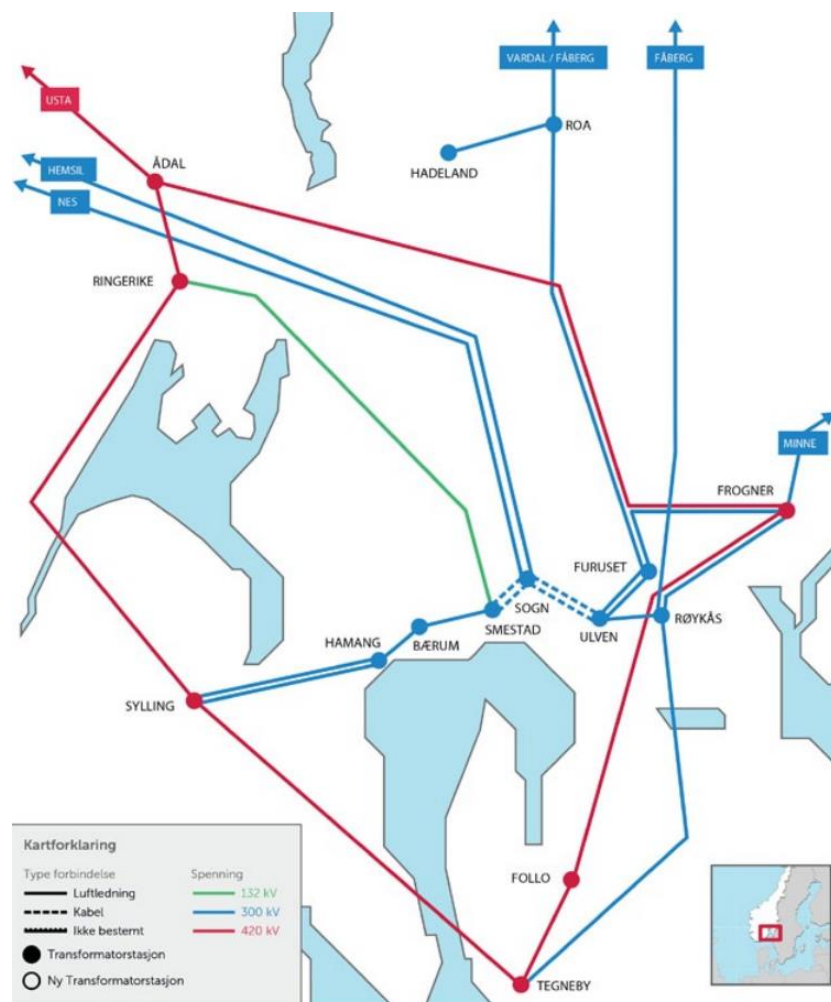 VARDAL / FÅBERG
FÅBERG
USTA
ROA
ÅDAL
HADELAND
HEMSIL
NES
RINGERIKE
MINNE
FROGNER
FURUSET
SOGN
SMESTAD
ULVEN
RØYKÅS
HAMANG
BÆRUM
SYLLING
FOLLO
TEGNEBY
Kartforklaring
Type forbindelse
Spenning
Luftledning
132 kV
Kabel
300 kV
Ikke bestemt
420 kV
Transformatorstasjon
Ny Transformatorstasjon